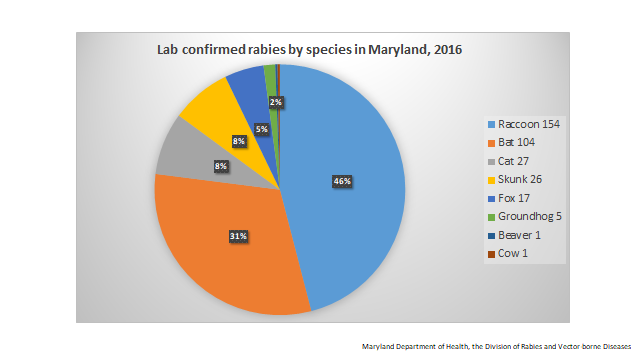 Lab confirmed rabies by species in Maryland, 2016
2%
5%
8%
8%
46%
31%
Raccoon 154
Bat 104
Cat 27
Skunk 26
Fox 17
Groundhog 5
Beaver 1
Cow 1
Maryland Department of Health, the Division of Rabies and Vector-borne Diseases